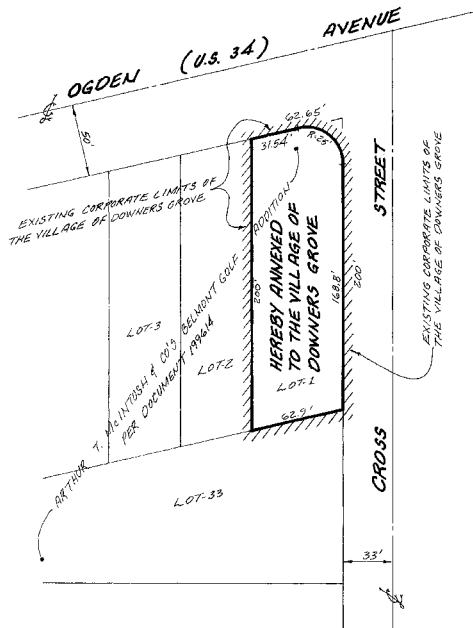 AVENUE
(U.S. 34)
OGDEN
50'
62.65'
31.54'
R=25'
EXISTING CORPORATE LIMITS OF
THE VILLAGE OF DOWNERS GROVE
STREET
CROSS
EXISTING CORPORATE LIMITS OF
THE VILLAGE OF DOWNERS GROVE
HEREBY ANNEXED
TO THE VILLAGE OF
DOWNERS GROVE
200'
168.8'
200'
ARTHUR T. McINTOSH & CO'S BELMONT GOLF ADDITION
PER DOCUMENT 199614
LOT-3
LOT-2
LOT-1
62.9'
LOT-33
33'